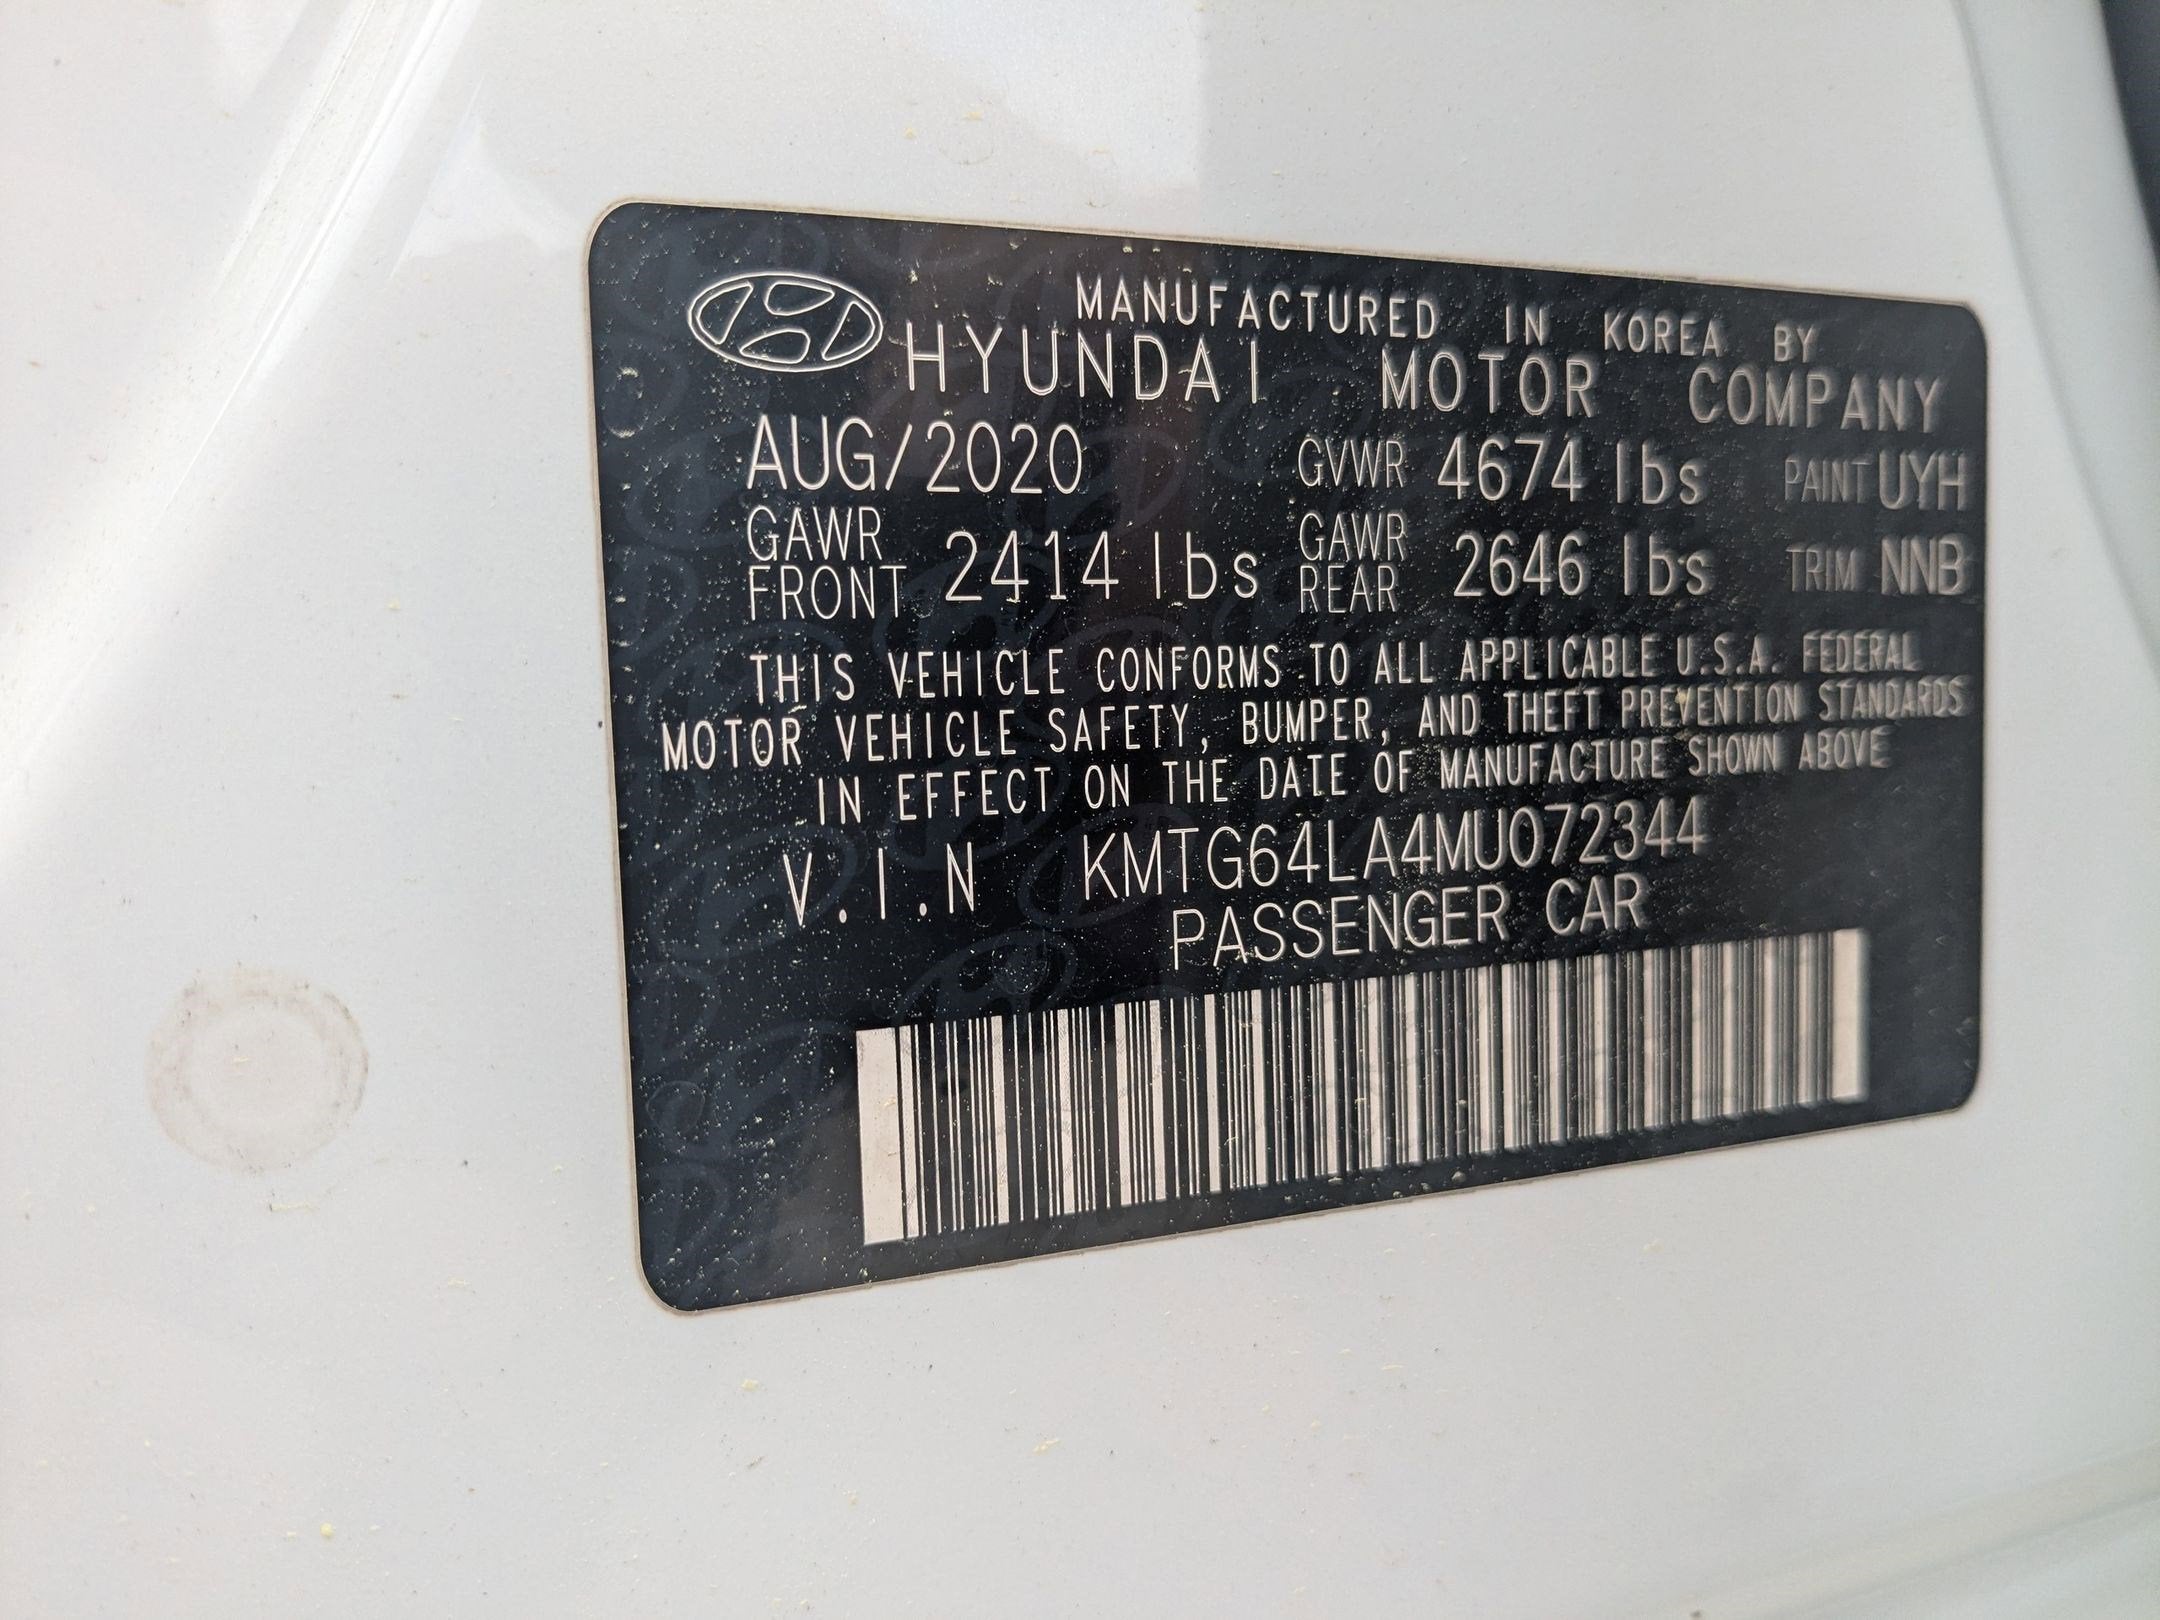 MANUFACTURED IN KOREA BY
HYUNDAI MOTOR COMPANY
AUG/2020 GVWR 4674 lbs PAINT UYH
GAWR FRONT 2414 lbs GAWR REAR 2646 lbs TRIM NNB
THIS VEHICLE CONFORMS TO ALL APPLICABLE U.S.A. FEDERAL
MOTOR VEHICLE SAFETY, BUMPER, AND THEFT PREVENTION STANDARDS
IN EFFECT ON THE DATE OF MANUFACTURE SHOWN ABOVE
V.I.N KMTG64LA4MU072344
PASSENGER CAR